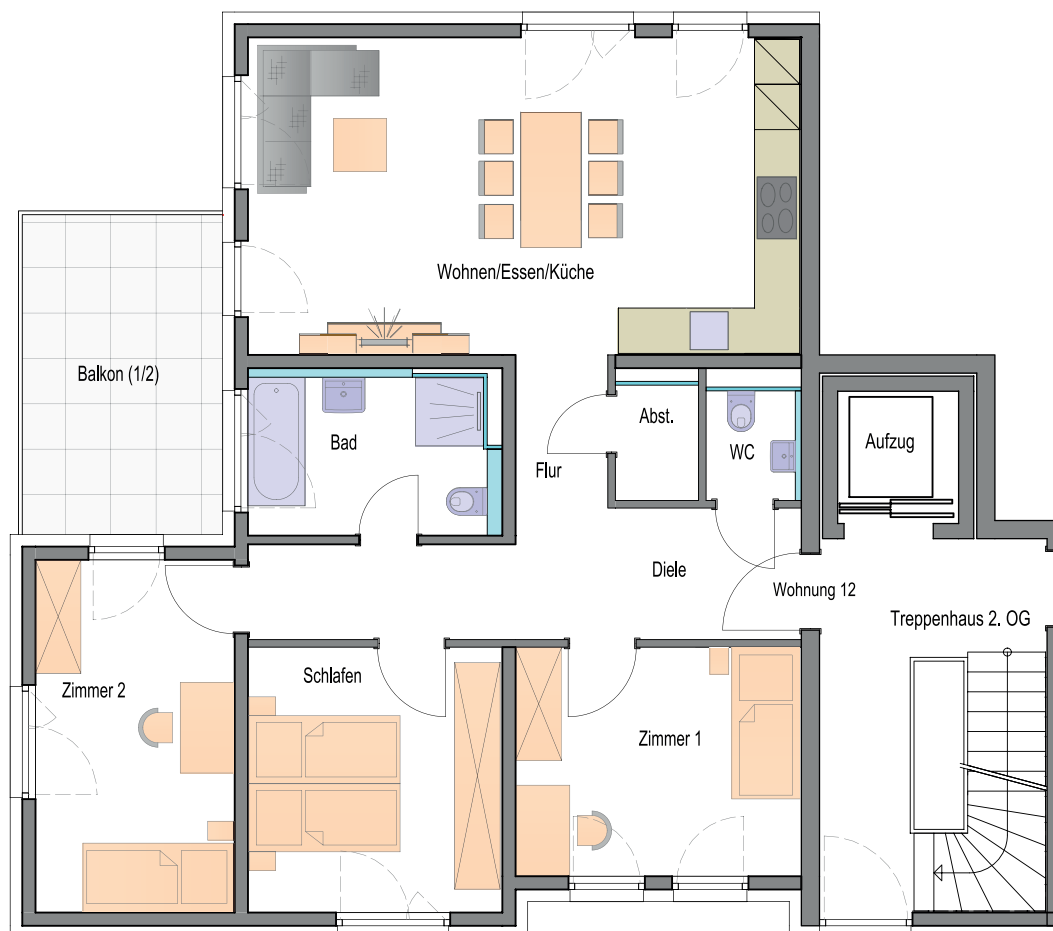 Wohnen/Essen/Küche
Balkon (1/2)
Bad
Flur
Abst.
WC
Aufzug
Diele
Wohnung 12
Treppenhaus 2. OG
Zimmer 2
Schlafen
Zimmer 1